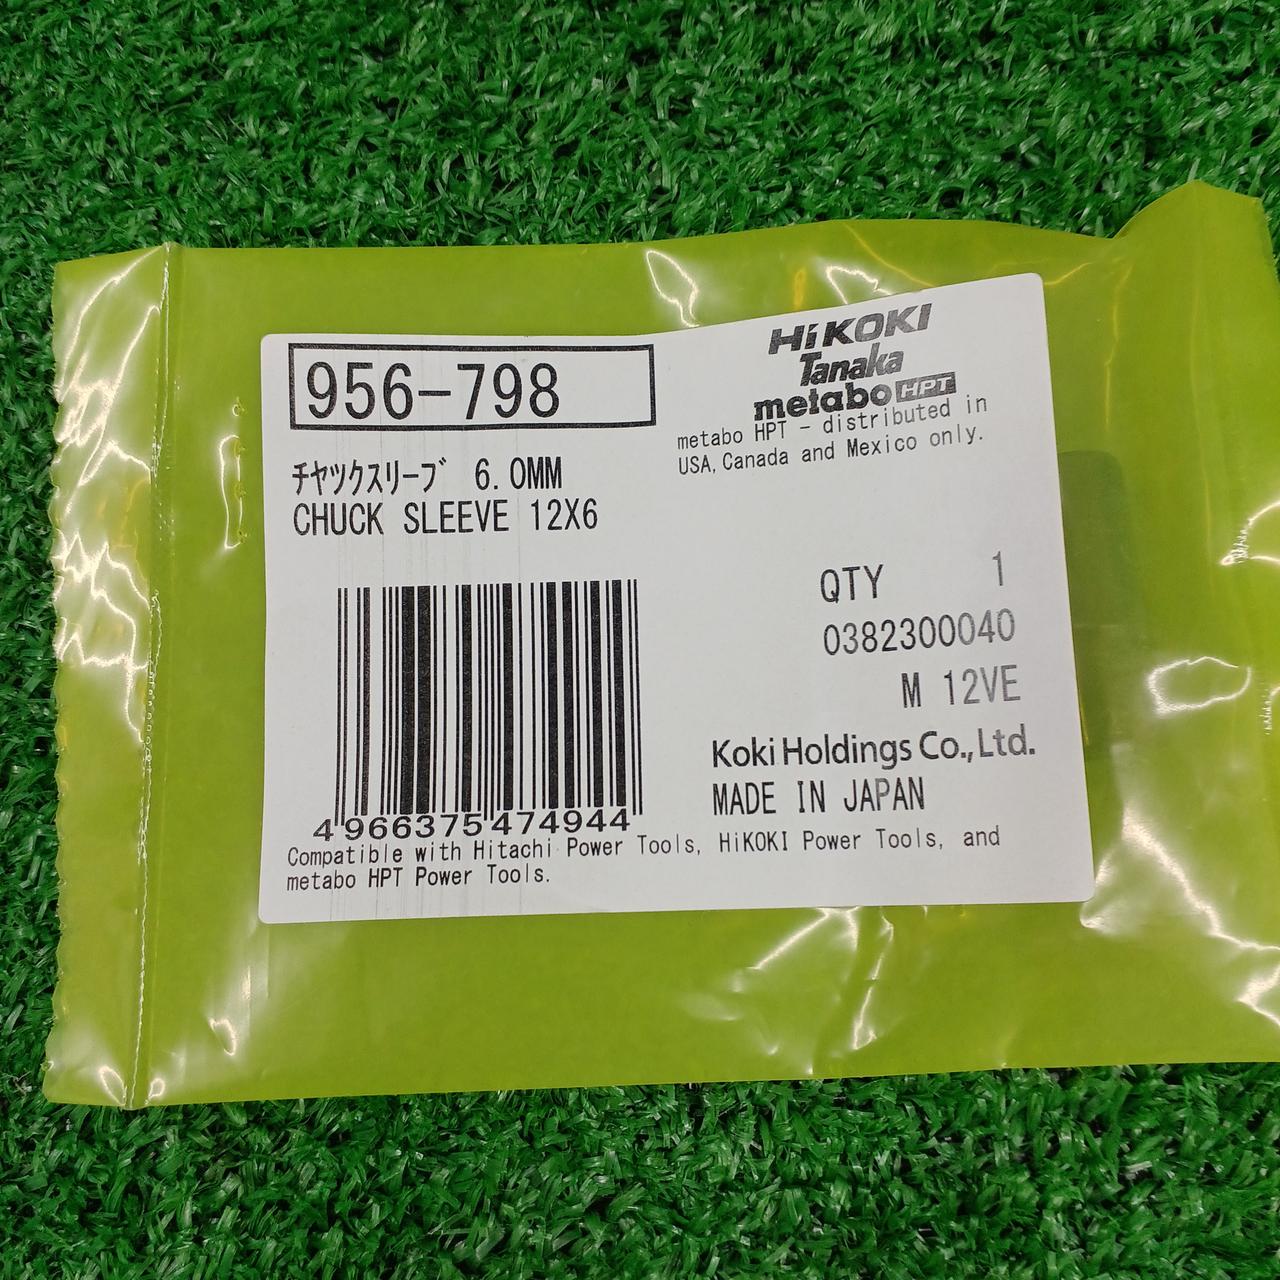 956-798
HiKOKI
Tanaka
metabo HPT
metabo HPT - distributed in
USA, Canada and Mexico only.
ﾁﾔﾂｸｽﾘｰﾌﾞ 6.0MM
CHUCK SLEEVE 12X6
QTY 1
0382300040
M 12VE
Koki Holdings Co., Ltd.
MADE IN JAPAN
4966375474944
Compatible with Hitachi Power Tools, HiKOKI Power Tools, and
metabo HPT Power Tools.